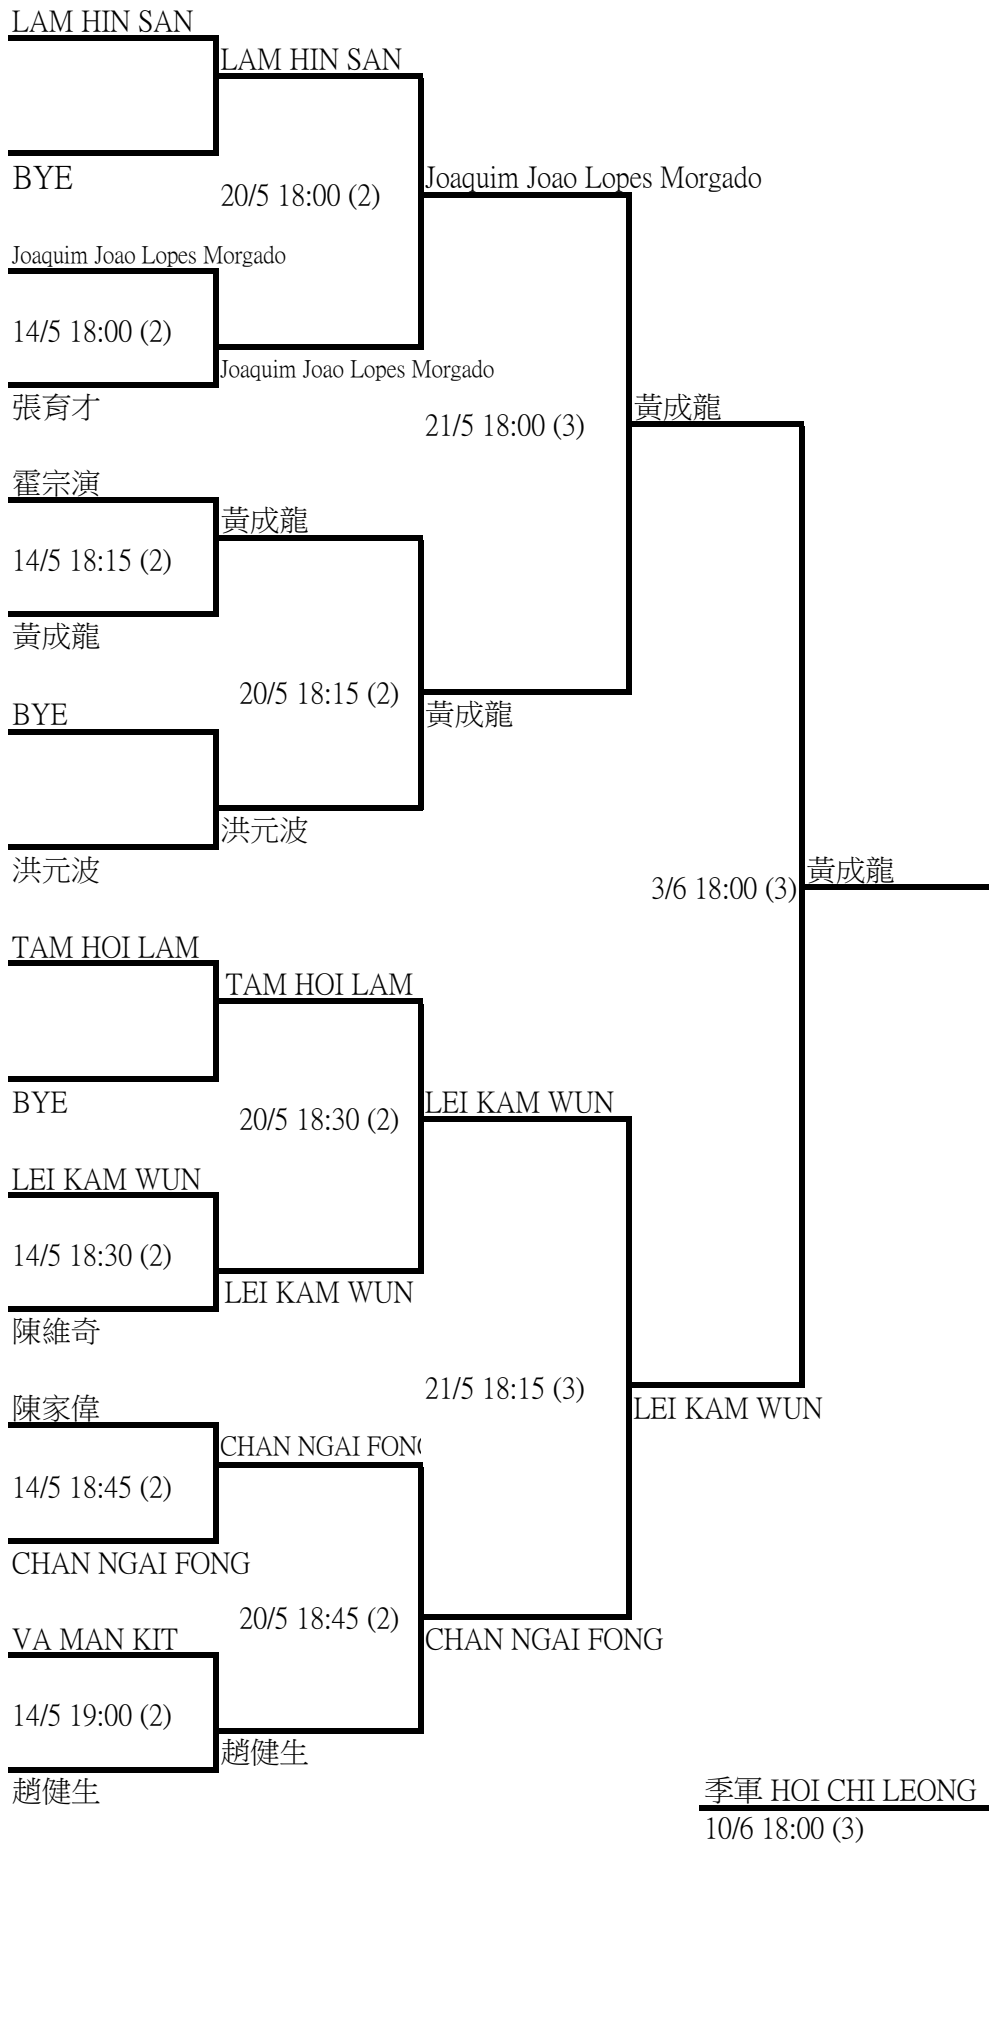 LAM HIN SAN
LAM HIN SAN
BYE
Joaquim Joao Lopes Morgado
20/5 18:00 (2)
Joaquim Joao Lopes Morgado
14/5 18:00 (2)
Joaquim Joao Lopes Morgado
張育才
黃成龍
21/5 18:00 (3)
霍宗演
黃成龍
14/5 18:15 (2)
黃成龍
20/5 18:15 (2)
BYE
黃成龍
洪元波
洪元波
黃成龍
3/6 18:00 (3)
TAM HOI LAM
TAM HOI LAM
BYE
LEI KAM WUN
20/5 18:30 (2)
LEI KAM WUN
14/5 18:30 (2)
LEI KAM WUN
陳維奇
21/5 18:15 (3)
陳家偉
LEI KAM WUN
CHAN NGAI FON
14/5 18:45 (2)
CHAN NGAI FONG
20/5 18:45 (2)
VA MAN KIT
CHAN NGAI FONG
14/5 19:00 (2)
趙健生
趙健生
季軍 HOI CHI LEONG
10/6 18:00 (3)